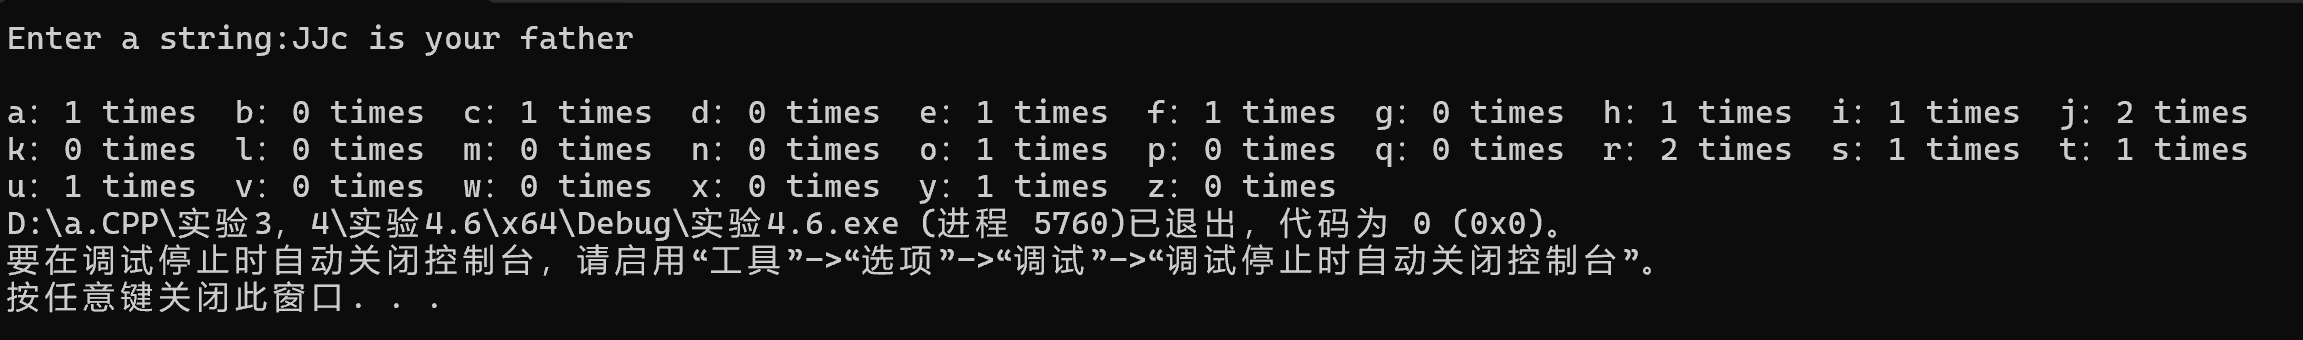 Enter a string:JJc is your father
a: 1 times  b: 0 times  c: 1 times  d: 0 times  e: 1 times  f: 1 times  g: 0 times  h: 1 times  i: 1 times  j: 2 times
k: 0 times  l: 0 times  m: 0 times  n: 0 times  o: 1 times  p: 0 times  q: 0 times  r: 2 times  s: 1 times  t: 1 times
u: 1 times  v: 0 times  w: 0 times  x: 0 times  y: 1 times  z: 0 times
D:\a.CPP\实验3, 4\实验4.6\x64\Debug\实验4.6.exe (进程 5760)已退出，代码为 0 (0x0)。
要在调试停止时自动关闭控制台，请启用“工具”->“选项”->“调试”->“调试停止时自动关闭控制台”。
按任意键关闭此窗口. . .